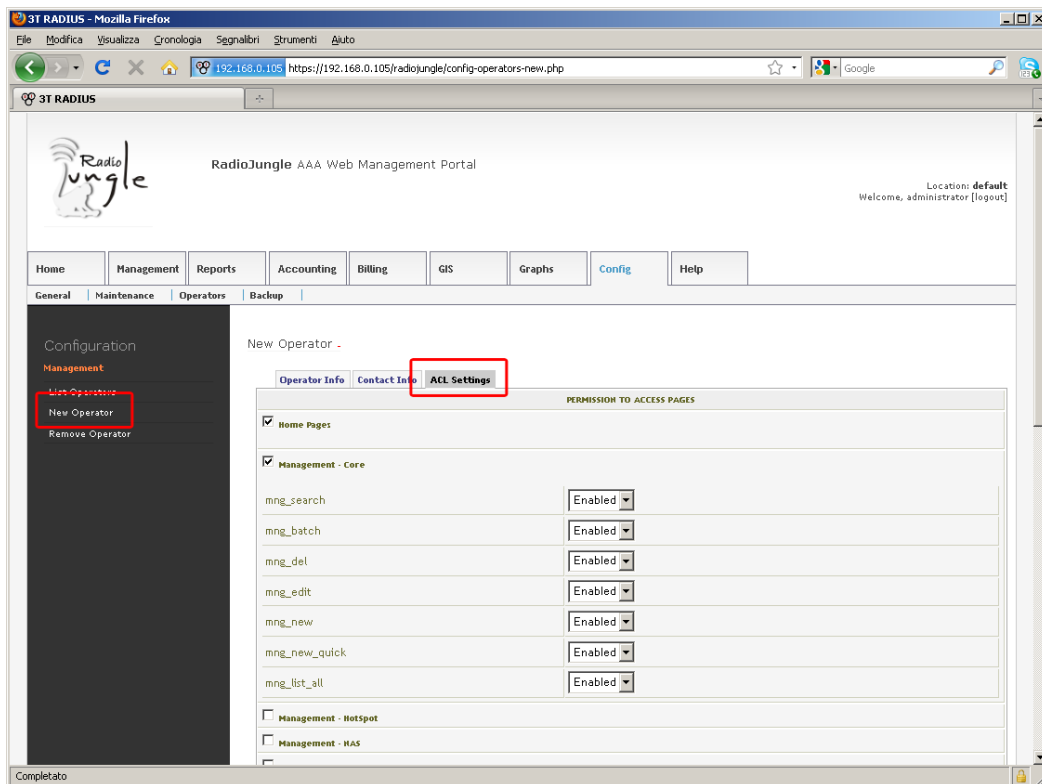 3T RADIUS - Mozilla Firefox
File Modifica Visualizza Cronologia Segnalibri Strumenti Aiuto
192.168.0.105 https://192.168.0.105/radiojungle/config-operators-new.php Google
3T RADIUS
Radio
Jungle
RadioJungle AAA Web Management Portal
Location: default
Welcome, administrator [logout]
Home Management Reports Accounting Billing GIS Graphs Config Help
General Maintenance Operators Backup
Configuration
Management
List Operators
New Operator
Remove Operator
New Operator -
Operator Info Contact Info ACL Settings
PERMISSION TO ACCESS PAGES
Home Pages
Management - Core
mng_search Enabled
mng_batch Enabled
mng_del Enabled
mng_edit Enabled
mng_new Enabled
mng_new_quick Enabled
mng_list_all Enabled
Management - HotSpot
Management - NAS
Completato